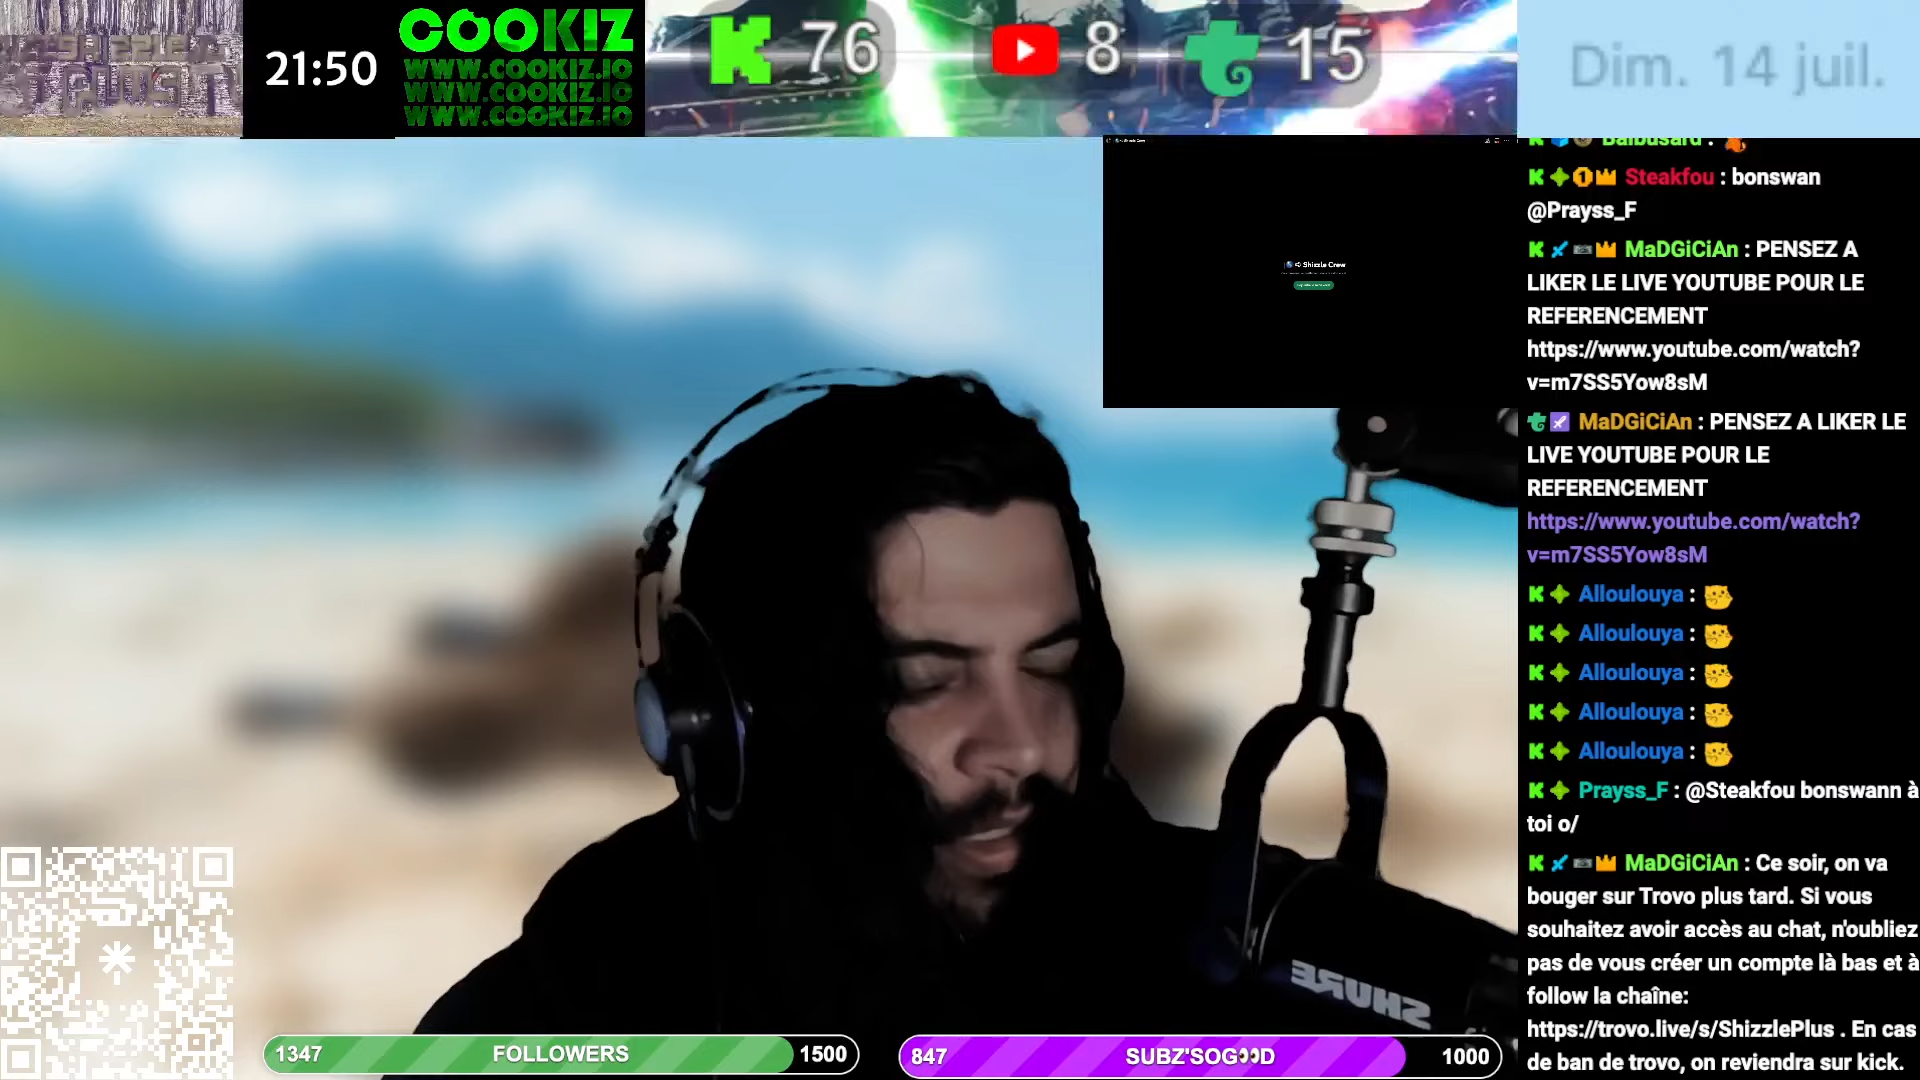 21:50
COOKIZ
WWW.COOKIZ.IO
WWW.COOKIZ.IO
WWW.COOKIZ.IO
76
8
15
Dim. 14 juil.
Shizzle Crew
Balbusard :
Steakfou : bonswan
@Prayss_F
MaDGiCiAn : PENSEZ A
LIKER LE LIVE YOUTUBE POUR LE
REFERENCEMENT
https://www.youtube.com/watch?
v=m7SS5Yow8sM
MaDGiCiAn : PENSEZ A LIKER LE
LIVE YOUTUBE POUR LE
REFERENCEMENT
https://www.youtube.com/watch?
v=m7SS5Yow8sM
Alloulouya :
Alloulouya :
Alloulouya :
Alloulouya :
Alloulouya :
Prayss_F : @Steakfou bonswann à
toi o/
MaDGiCiAn : Ce soir, on va
bouger sur Trovo plus tard. Si vous
souhaitez avoir accès au chat, n'oubliez
pas de vous créer un compte là bas et à
follow la chaîne:
https://trovo.live/s/ShizzlePlus . En cas
de ban de trovo, on reviendra sur kick.
SHURE
1347 FOLLOWERS 1500
847 SUBZ'SOG👀D 1000